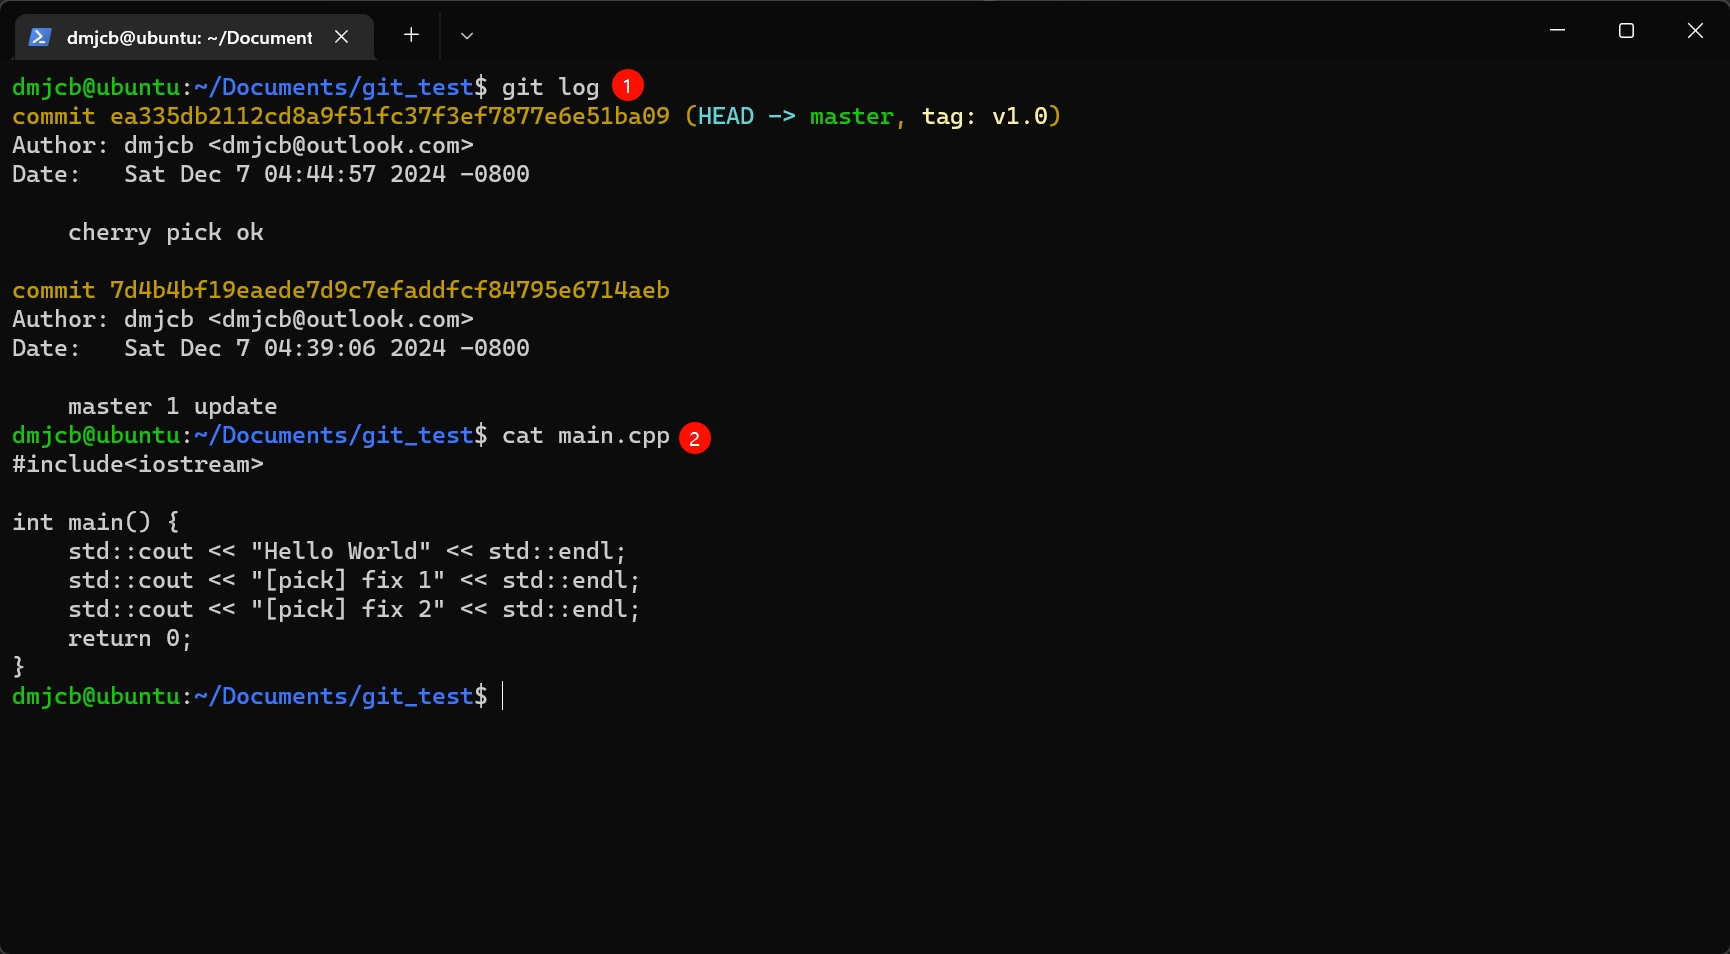 dmjcb@ubuntu: ~/Document
dmjcb@ubuntu:~/Documents/git_test$ git log 1
commit ea335db2112cd8a9f51fc37f3ef7877e6e51ba09 (HEAD -> master, tag: v1.0)
Author: dmjcb <dmjcb@outlook.com>
Date:   Sat Dec 7 04:44:57 2024 -0800
    cherry pick ok
commit 7d4b4bf19eaede7d9c7efaddfcf84795e6714aeb
Author: dmjcb <dmjcb@outlook.com>
Date:   Sat Dec 7 04:39:06 2024 -0800
    master 1 update
dmjcb@ubuntu:~/Documents/git_test$ cat main.cpp 2
#include<iostream>
int main() {
    std::cout << "Hello World" << std::endl;
    std::cout << "[pick] fix 1" << std::endl;
    std::cout << "[pick] fix 2" << std::endl;
    return 0;
}
dmjcb@ubuntu:~/Documents/git_test$